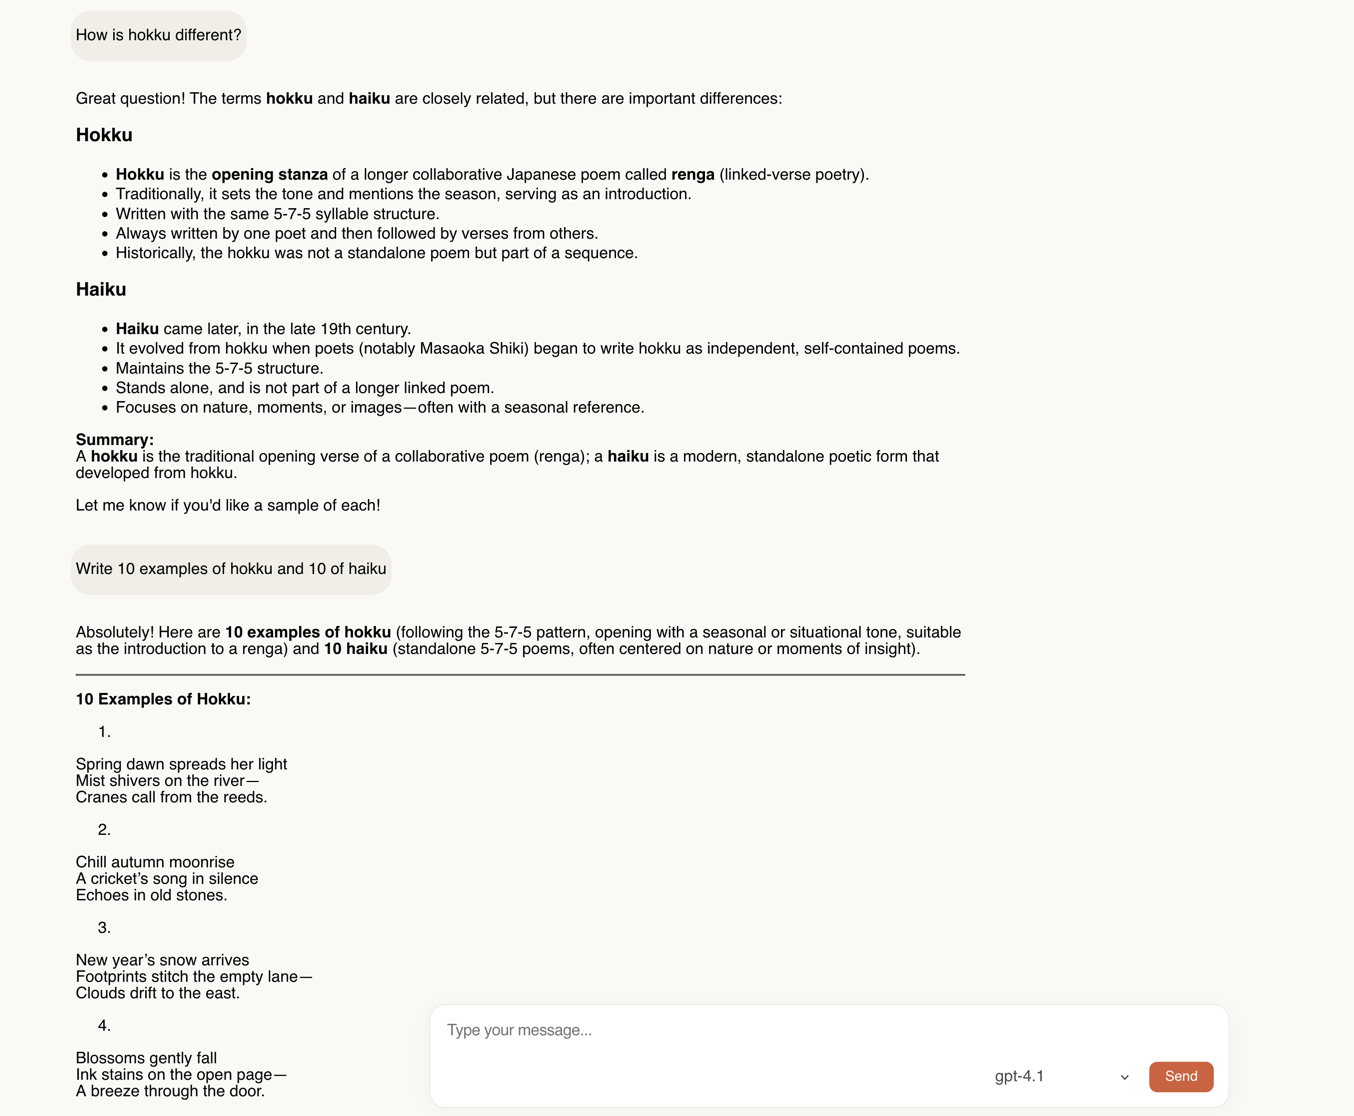 How is hokku different?
Great question! The terms hokku and haiku are closely related, but there are important differences:
Hokku
• Hokku is the opening stanza of a longer collaborative Japanese poem called renga (linked-verse poetry).
• Traditionally, it sets the tone and mentions the season, serving as an introduction.
• Written with the same 5-7-5 syllable structure.
• Always written by one poet and then followed by verses from others.
• Historically, the hokku was not a standalone poem but part of a sequence.
Haiku
• Haiku came later, in the late 19th century.
• It evolved from hokku when poets (notably Masaoka Shiki) began to write hokku as independent, self-contained poems.
• Maintains the 5-7-5 structure.
• Stands alone, and is not part of a longer linked poem.
• Focuses on nature, moments, or images—often with a seasonal reference.
Summary:
A hokku is the traditional opening verse of a collaborative poem (renga); a haiku is a modern, standalone poetic form that
developed from hokku.
Let me know if you'd like a sample of each!
Write 10 examples of hokku and 10 of haiku
Absolutely! Here are 10 examples of hokku (following the 5-7-5 pattern, opening with a seasonal or situational tone, suitable
as the introduction to a renga) and 10 haiku (standalone 5-7-5 poems, often centered on nature or moments of insight).
10 Examples of Hokku:
1.
Spring dawn spreads her light
Mist shivers on the river—
Cranes call from the reeds.
2.
Chill autumn moonrise
A cricket’s song in silence
Echoes in old stones.
3.
New year’s snow arrives
Footprints stitch the empty lane—
Clouds drift to the east.
4.
Blossoms gently fall
Ink stains on the open page—
A breeze through the door.
Type your message...
gpt-4.1
Send